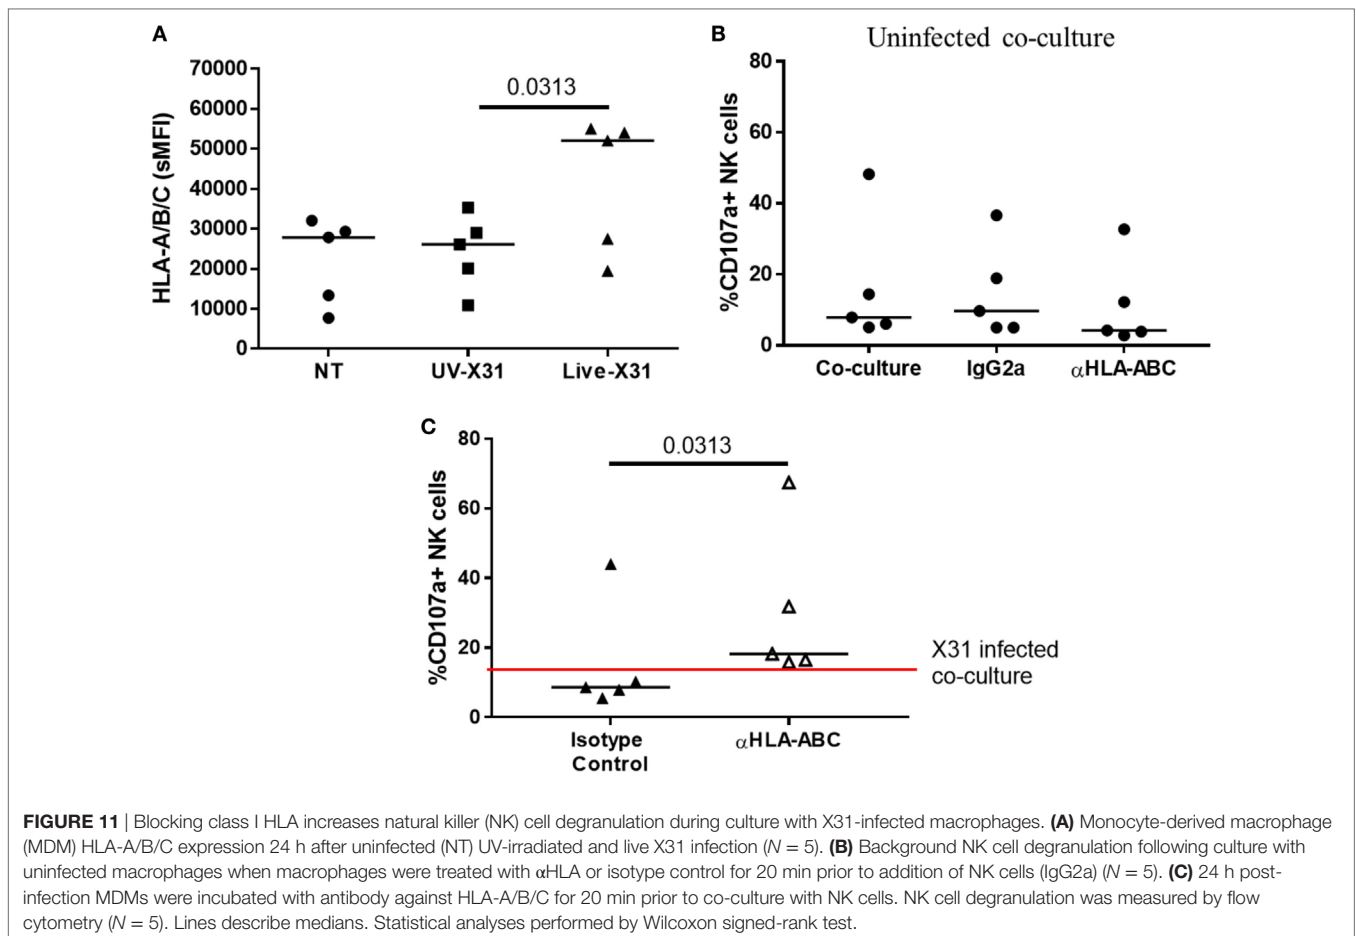 A
HLA-A/B/C (sMFI)
70000
60000
50000
40000
30000
20000
10000
0
0.0313
NT UV-X31 Live-X31
B
Uninfected co-culture
%CD107a+ NK cells
80
60
40
20
0
Co-culture IgG2a αHLA-ABC
C
%CD107a+ NK cells
80
60
40
20
0
0.0313
X31 infected
co-culture
Isotype
Control
αHLA-ABC
FIGURE 11 | Blocking class I HLA increases natural killer (NK) cell degranulation during culture with X31-infected macrophages. (A) Monocyte-derived macrophage
(MDM) HLA-A/B/C expression 24 h after uninfected (NT) UV-irradiated and live X31 infection (N = 5). (B) Background NK cell degranulation following culture with
uninfected macrophages when macrophages were treated with αHLA or isotype control for 20 min prior to addition of NK cells (IgG2a) (N = 5). (C) 24 h post-
infection MDMs were incubated with antibody against HLA-A/B/C for 20 min prior to co-culture with NK cells. NK cell degranulation was measured by flow
cytometry (N = 5). Lines describe medians. Statistical analyses performed by Wilcoxon signed-rank test.